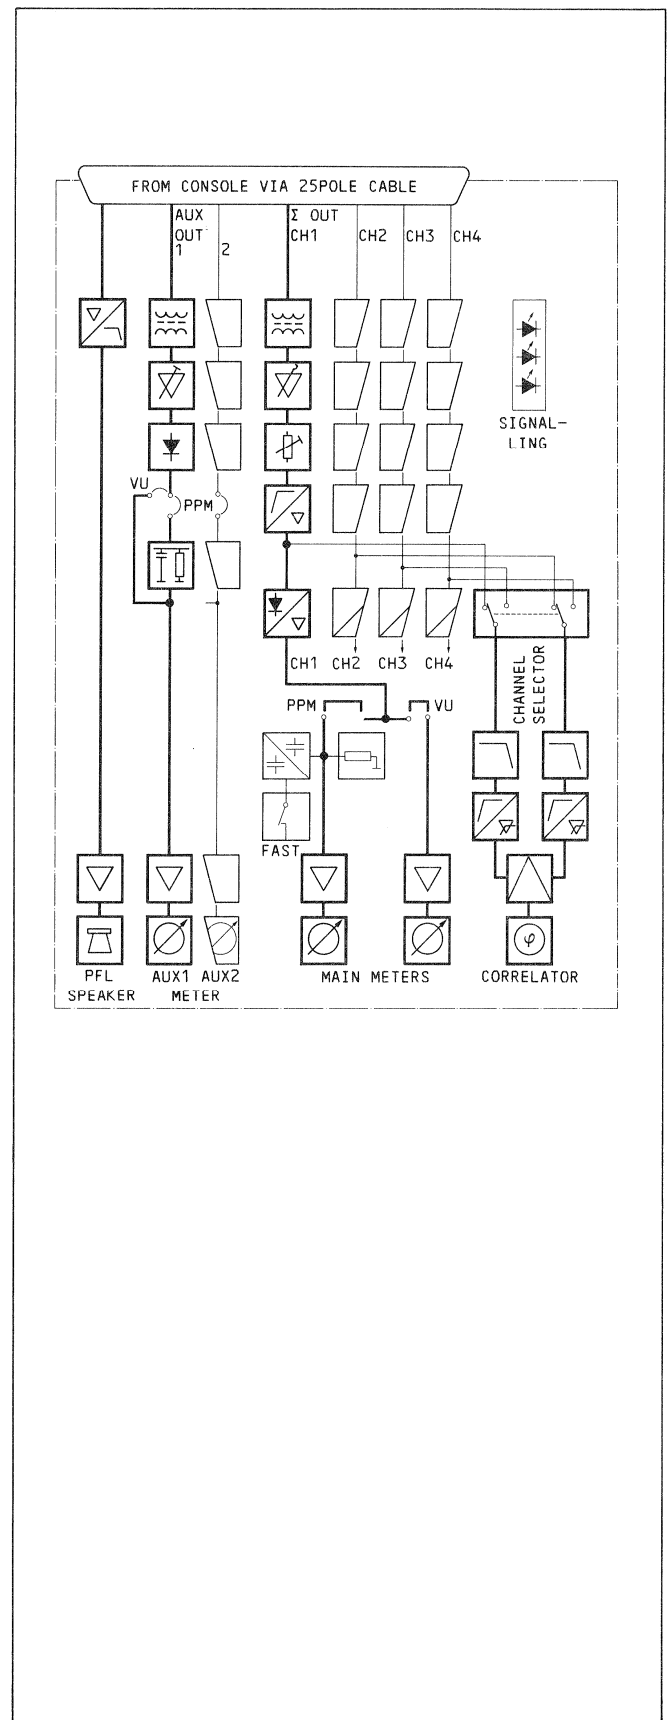 FROM CONSOLE VIA 25POLE CABLE
AUX
OUT
1
2
Σ OUT
CH1
CH2
CH3
CH4
SIGNAL-
LING
VU
PPM
CH1
CH2
CH3
CH4
CHANNEL
SELECTOR
PPM
VU
FAST
φ
PFL
SPEAKER
AUX1 AUX2
METER
MAIN METERS
CORRELATOR